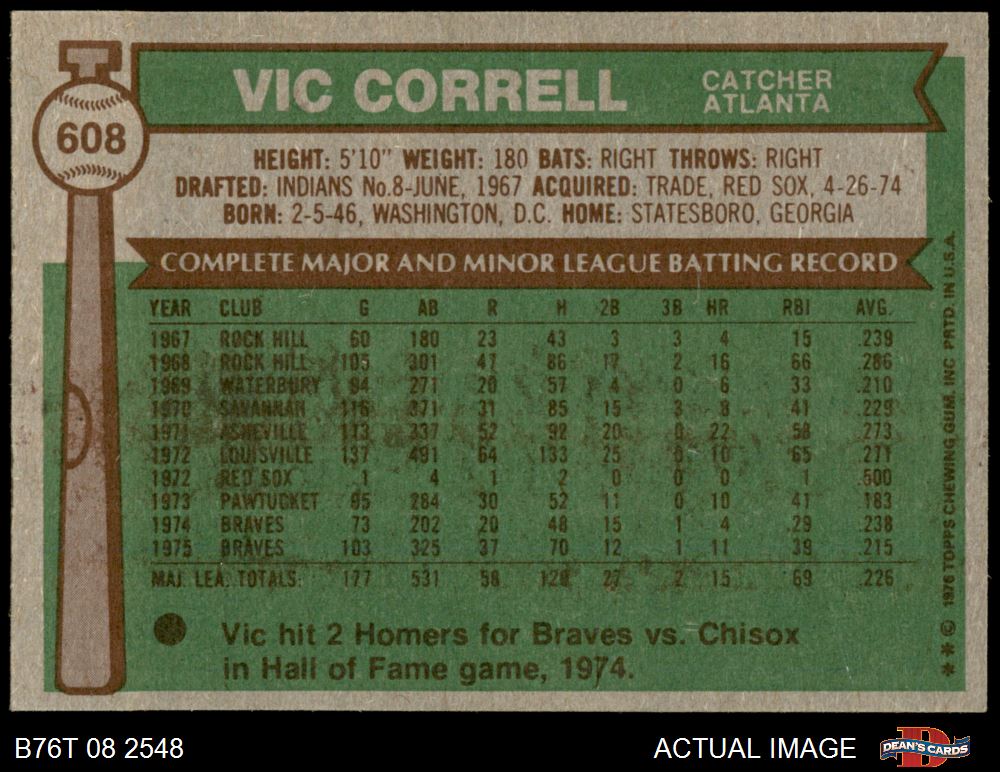 VIC CORRELL
CATCHER
ATLANTA
608
HEIGHT: 5'10" WEIGHT: 180 BATS: RIGHT THROWS: RIGHT
DRAFTED: INDIANS No.8-JUNE, 1967 ACQUIRED: TRADE, RED SOX, 4-26-74
BORN: 2-5-46, WASHINGTON, D.C. HOME: STATESBORO, GEORGIA
COMPLETE MAJOR AND MINOR LEAGUE BATTING RECORD
YEAR CLUB G AB R H 2B 3B HR RBI AVG.
1967 ROCK HILL 60 180 23 43 3 3 4 15 .239
1968 ROCK HILL 105 301 47 86 17 2 16 66 .286
1969 WATERBURY 94 271 20 57 4 0 6 33 .210
1970 SAVANNAH 116 371 31 85 15 3 8 41 .229
1971 ASHEVILLE 113 337 52 92 20 0 22 58 .273
1972 LOUISVILLE 137 491 64 133 25 0 10 65 .271
1972 RED SOX 1 4 1 2 0 0 0 1 .500
1973 PAWTUCKET 95 284 30 52 11 0 10 41 .183
1974 BRAVES 73 202 20 48 15 1 4 29 .238
1975 BRAVES 103 325 37 70 12 1 11 39 .215
MAJ. LEA. TOTALS: 177 531 58 120 27 2 15 69 .226
Vic hit 2 Homers for Braves vs. Chisox
in Hall of Fame game, 1974.
*** © 1976 TOPPS CHEWING GUM. INC PRTD. IN U.S.A.
B76T 08 2548
ACTUAL IMAGE
DEAN'S CARDS